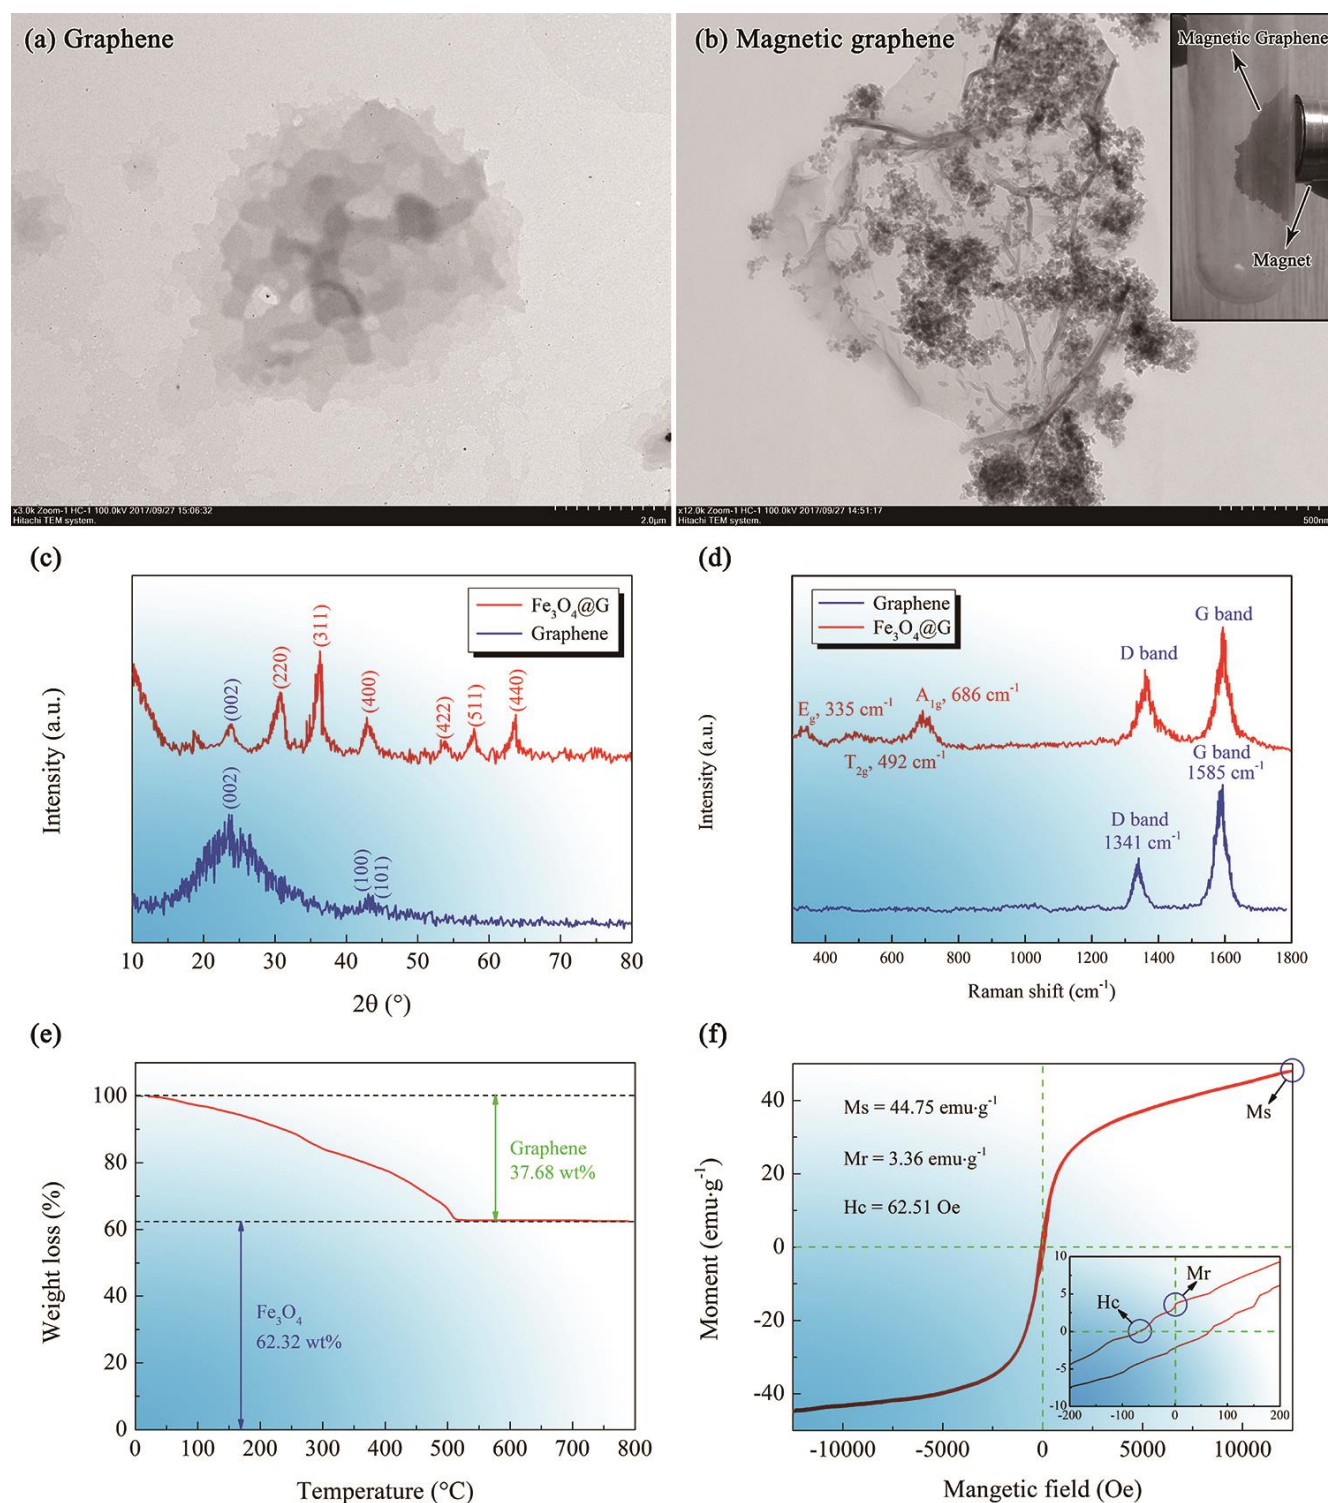 (a) Graphene
x3.0k Zoom-1 HC-1 100.0kV 2017/09/27 15:06:32
Hitachi TEM system.
2.0μm
(b) Magnetic graphene
Magnetic Graphene
Magnet
x12.0k Zoom-1 HC-1 100.0kV 2017/09/27 14:51:17
Hitachi TEM system.
500nm
(c)
Fe₃O₄@G
Graphene
(002)
(220)
(311)
(400)
(422)
(511)
(440)
(002)
(100)
(101)
Intensity (a.u.)
10 20 30 40 50 60 70 80
2θ (°)
(d)
Graphene
Fe₃O₄@G
G band
D band
A₁g, 686 cm⁻¹
Eg, 335 cm⁻¹
T₂g, 492 cm⁻¹
G band
1585 cm⁻¹
D band
1341 cm⁻¹
Intensity (a.u.)
400 600 800 1000 1200 1400 1600 1800
Raman shift (cm⁻¹)
(e)
100
80
60
40
20
0
Graphene
37.68 wt%
Fe₃O₄
62.32 wt%
Weight loss (%)
0 100 200 300 400 500 600 700 800
Temperature (°C)
(f)
40
20
0
-20
-40
Ms = 44.75 emu·g⁻¹
Mr = 3.36 emu·g⁻¹
Hc = 62.51 Oe
Ms
Moment (emu·g⁻¹)
10
5
0
-5
-10
Mr
Hc
-200 -100 0 100 200
-10000 -5000 0 5000 10000
Mangetic field (Oe)